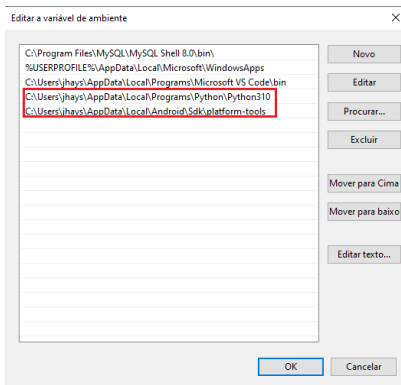 Editar a variável de ambiente
C:\Program Files\MySQL\MySQL Shell 8.0\bin\
%USERPROFILE%\AppData\Local\Microsoft\WindowsApps
C:\Users\jhays\AppData\Local\Programs\Microsoft VS Code\bin
C:\Users\jhays\AppData\Local\Programs\Python\Python310
C:\Users\jhays\AppData\Local\Android\Sdk\platform-tools
Novo
Editar
Procurar...
Excluir
Mover para Cima
Mover para baixo
Editar texto...
OK
Cancelar